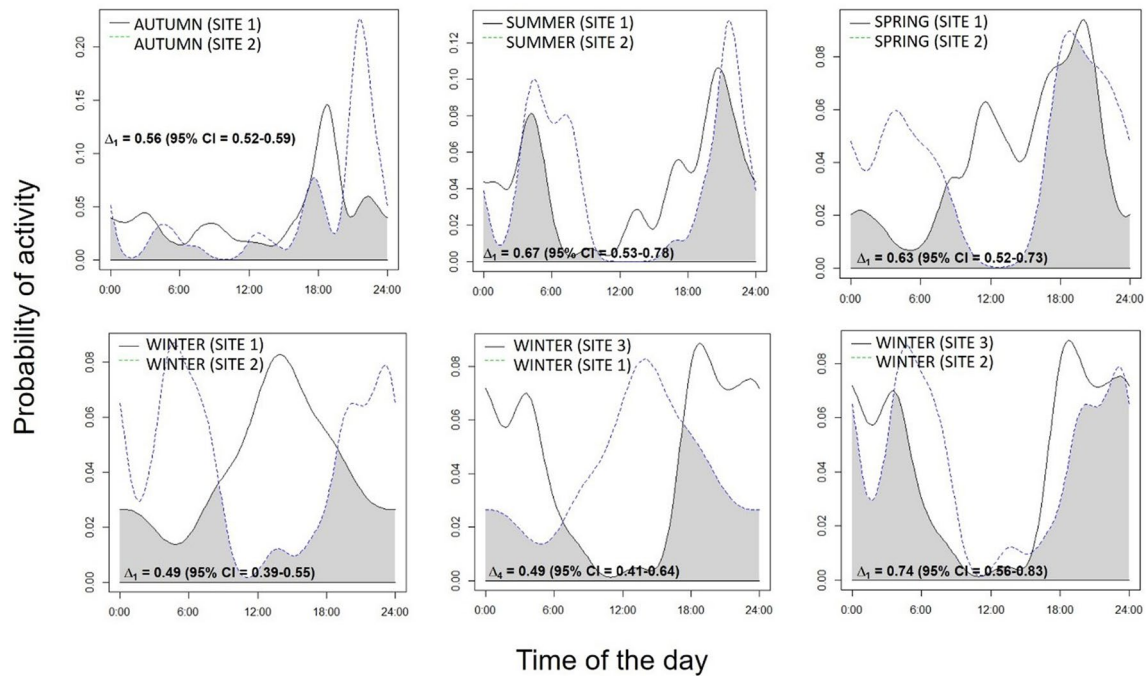 AUTUMN (SITE 1)
AUTUMN (SITE 2)
Δ1 = 0.56 (95% CI = 0.52-0.59)
0.00
0.05
0.10
0.15
0.20
0:00 6:00 12:00 18:00 24:00
SUMMER (SITE 1)
SUMMER (SITE 2)
Δ1 = 0.67 (95% CI = 0.53-0.78)
0.00
0.02
0.04
0.06
0.08
0.10
0.12
0:00 6:00 12:00 18:00 24:00
SPRING (SITE 1)
SPRING (SITE 2)
Δ1 = 0.63 (95% CI = 0.52-0.73)
0.00
0.02
0.04
0.06
0.08
0:00 6:00 12:00 18:00 24:00
Probability of activity
WINTER (SITE 1)
WINTER (SITE 2)
Δ1 = 0.49 (95% CI = 0.39-0.55)
0.00
0.02
0.04
0.06
0.08
0:00 6:00 12:00 18:00 24:00
WINTER (SITE 3)
WINTER (SITE 1)
Δ4 = 0.49 (95% CI = 0.41-0.64)
0.00
0.02
0.04
0.06
0.08
0:00 6:00 12:00 18:00 24:00
WINTER (SITE 3)
WINTER (SITE 2)
Δ1 = 0.74 (95% CI = 0.56-0.83)
0.00
0.02
0.04
0.06
0.08
0:00 6:00 12:00 18:00 24:00
Time of the day